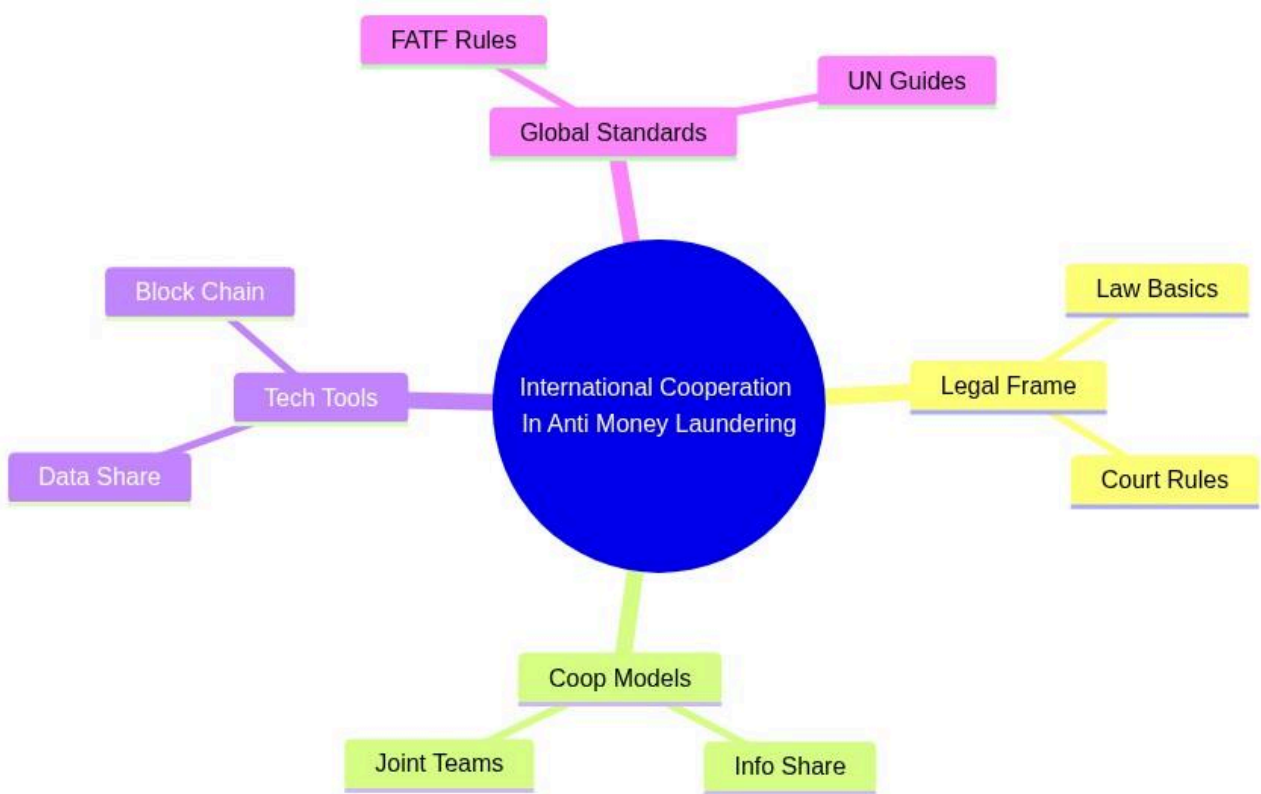 FATF Rules
UN Guides
Global Standards
Block Chain
Law Basics
Tech Tools
International Cooperation
In Anti Money Laundering
Legal Frame
Data Share
Court Rules
Coop Models
Joint Teams
Info Share